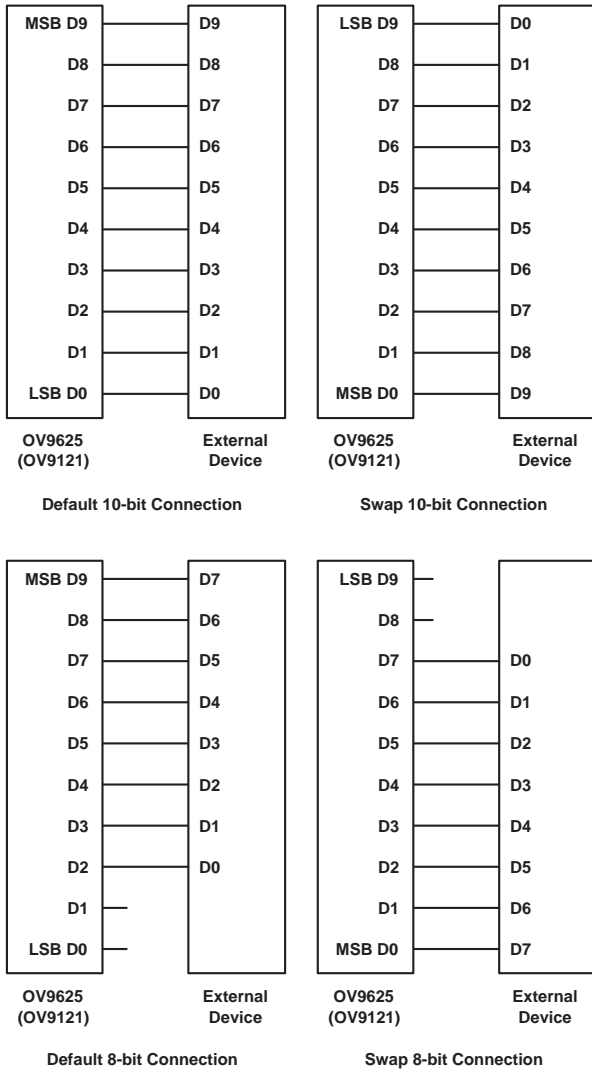 MSB D9 D9
D8 D8
D7 D7
D6 D6
D5 D5
D4 D4
D3 D3
D2 D2
D1 D1
LSB D0 D0
OV9625 External
(OV9121) Device
Default 10-bit Connection
LSB D9 D0
D8 D1
D7 D2
D6 D3
D5 D4
D4 D5
D3 D6
D2 D7
D1 D8
MSB D0 D9
OV9625 External
(OV9121) Device
Swap 10-bit Connection
MSB D9 D7
D8 D6
D7 D5
D6 D4
D5 D3
D4 D2
D3 D1
D2 D0
D1
LSB D0
OV9625 External
(OV9121) Device
Default 8-bit Connection
LSB D9
D8
D7 D0
D6 D1
D5 D2
D4 D3
D3 D4
D2 D5
D1 D6
MSB D0 D7
OV9625 External
(OV9121) Device
Swap 8-bit Connection